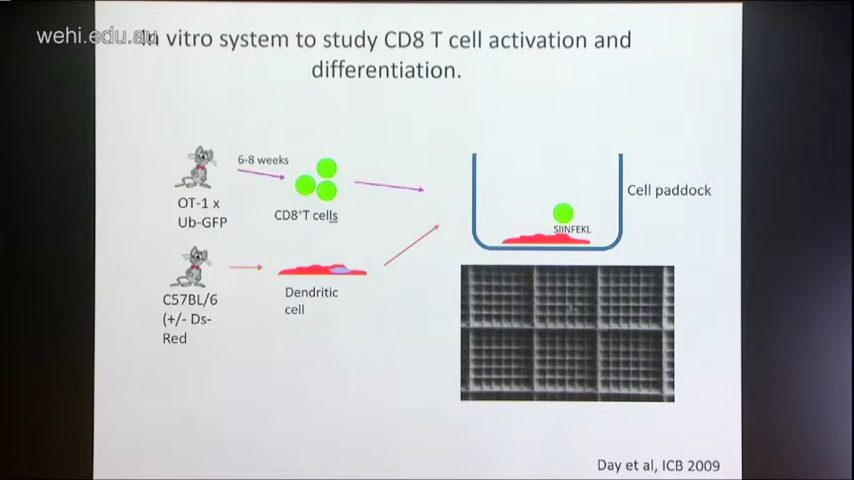 wehi.edu.au
In vitro system to study CD8 T cell activation and
differentiation.
6-8 weeks
OT-1 x
Ub-GFP
CD8⁺T cells
Cell paddock
SIINFEKL
C57BL/6
(+/- Ds-
Red
Dendritic
cell
Day et al, ICB 2009